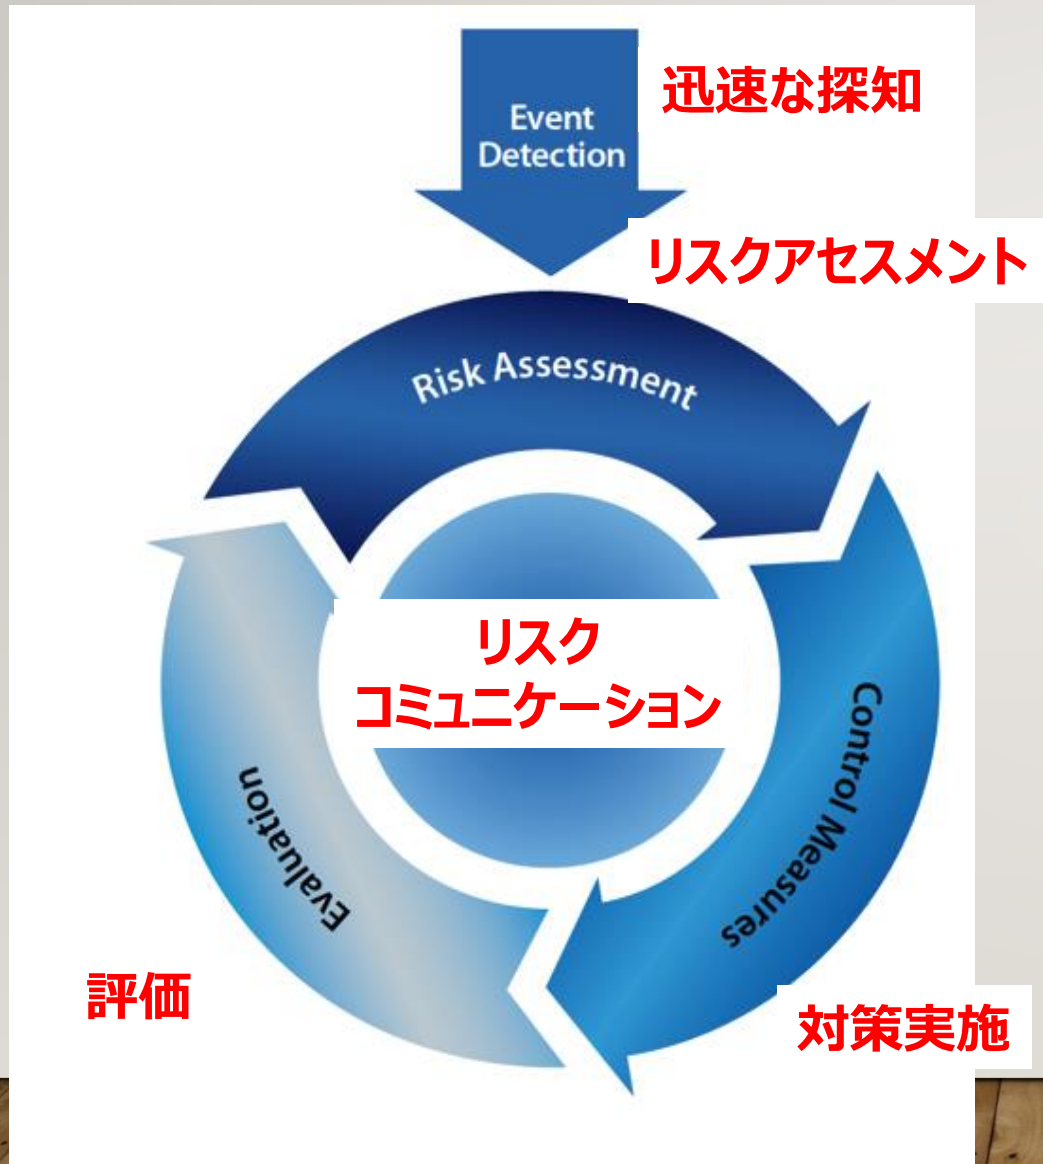 Event
Detection
迅速な探知
リスクアセスメント
Risk Assessment
リスク
コミュニケーション
Control Measures
Evaluation
評価
対策実施